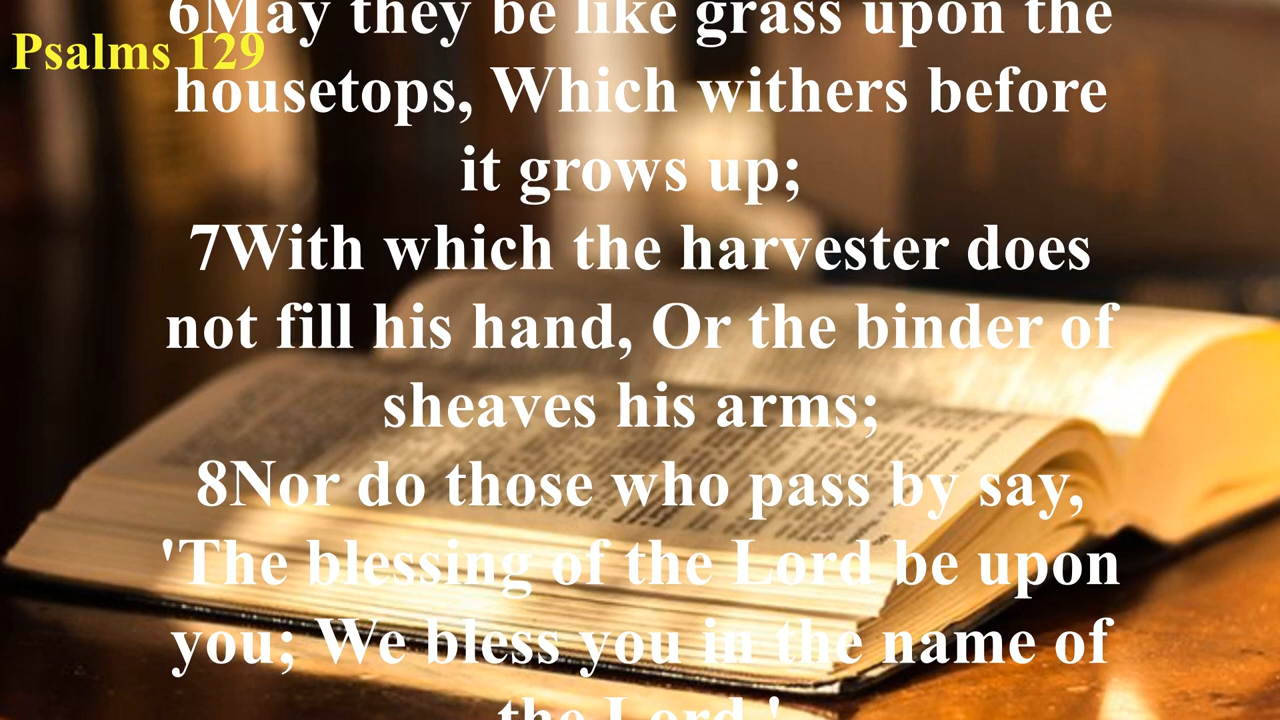 Psalms 129
6May they be like grass upon the
housetops, Which withers before
it grows up;
7With which the harvester does
not fill his hand, Or the binder of
sheaves his arms;
8Nor do those who pass by say,
'The blessing of the Lord be upon
you; We bless you in the name of
the Lord.'